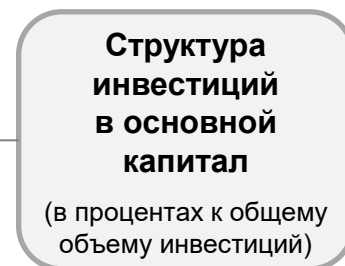 Структура
инвестиций
в основной
капитал
(в процентах к общему
объему инвестиций)